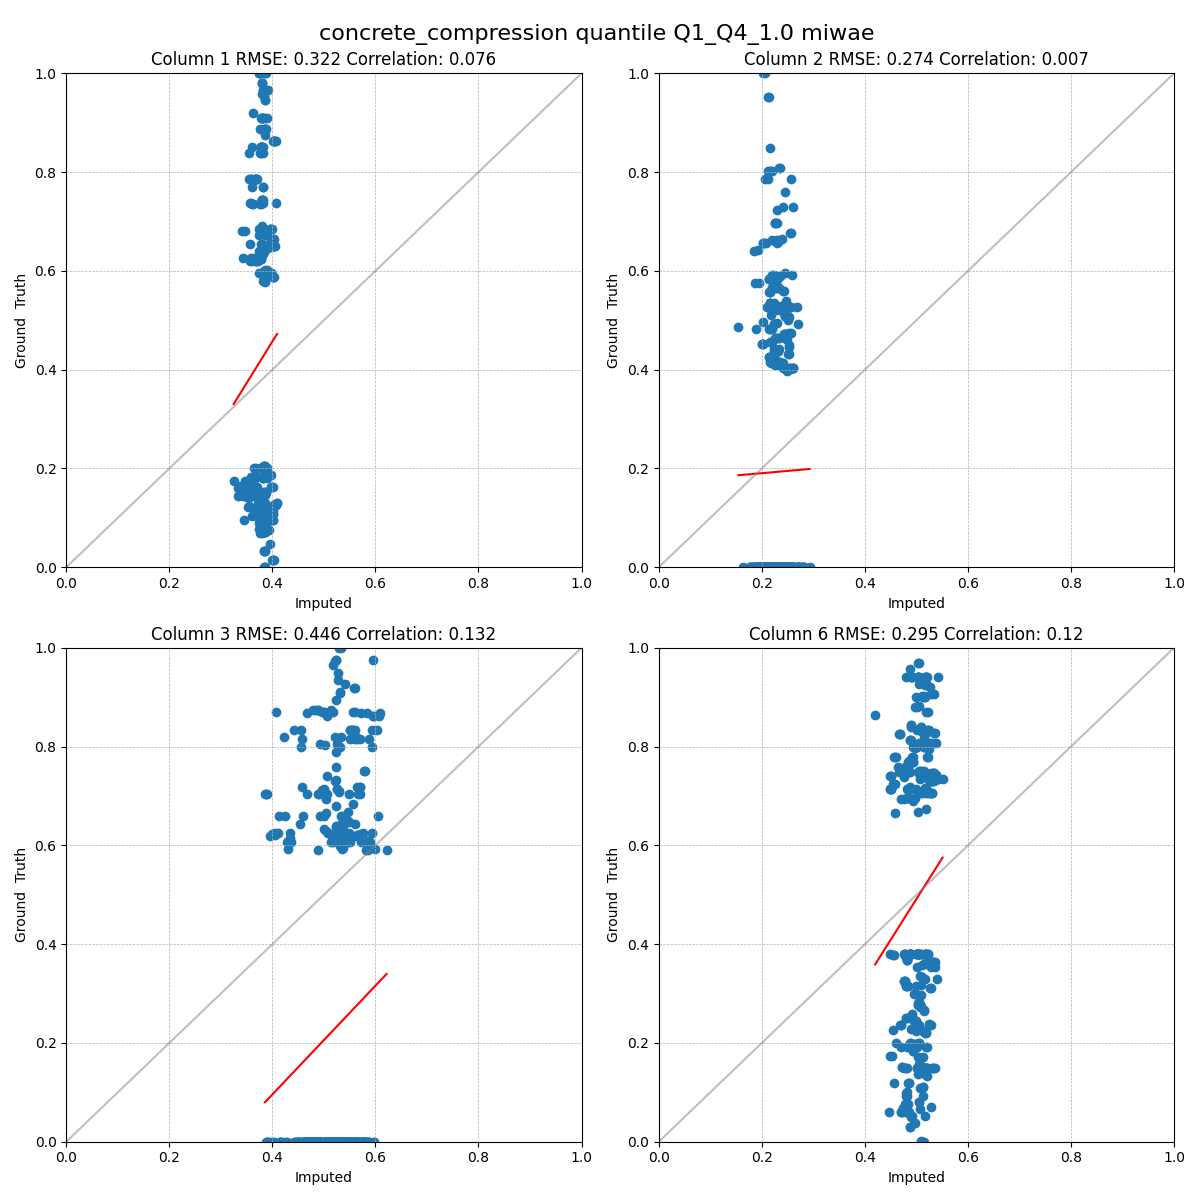 concrete_compression quantile Q1_Q4_1.0 miwae
Column 1 RMSE: 0.322 Correlation: 0.076
Column 2 RMSE: 0.274 Correlation: 0.007
1.0
0.8
0.6
0.4
0.2
0.0
Ground Truth
0.0 0.2 0.4 0.6 0.8 1.0
Imputed
1.0
0.8
0.6
0.4
0.2
0.0
Ground Truth
0.0 0.2 0.4 0.6 0.8 1.0
Imputed
Column 3 RMSE: 0.446 Correlation: 0.132
Column 6 RMSE: 0.295 Correlation: 0.12
1.0
0.8
0.6
0.4
0.2
0.0
Ground Truth
0.0 0.2 0.4 0.6 0.8 1.0
Imputed
1.0
0.8
0.6
0.4
0.2
0.0
Ground Truth
0.0 0.2 0.4 0.6 0.8 1.0
Imputed